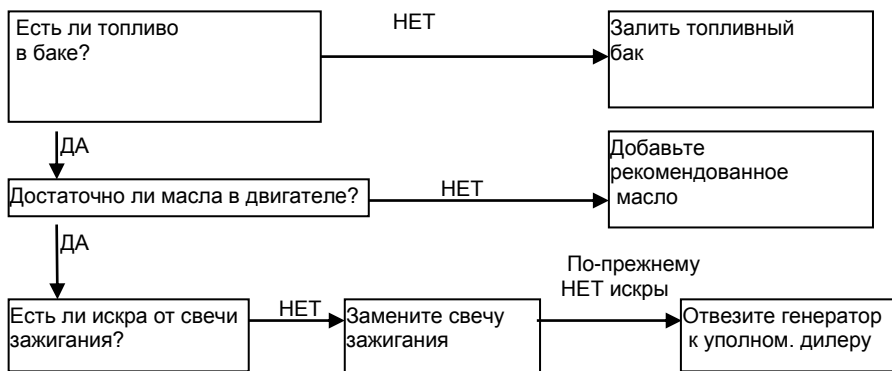 Есть ли топливо
в баке?
НЕТ
Залить топливный
бак
ДА
Достаточно ли масла в двигателе?
НЕТ
Добавьте
рекомендованное
масло
ДА
Есть ли искра от свечи
зажигания?
НЕТ
Замените свечу
зажигания
По-прежнему
НЕТ искры
Отвезите генератор
к уполном. дилеру